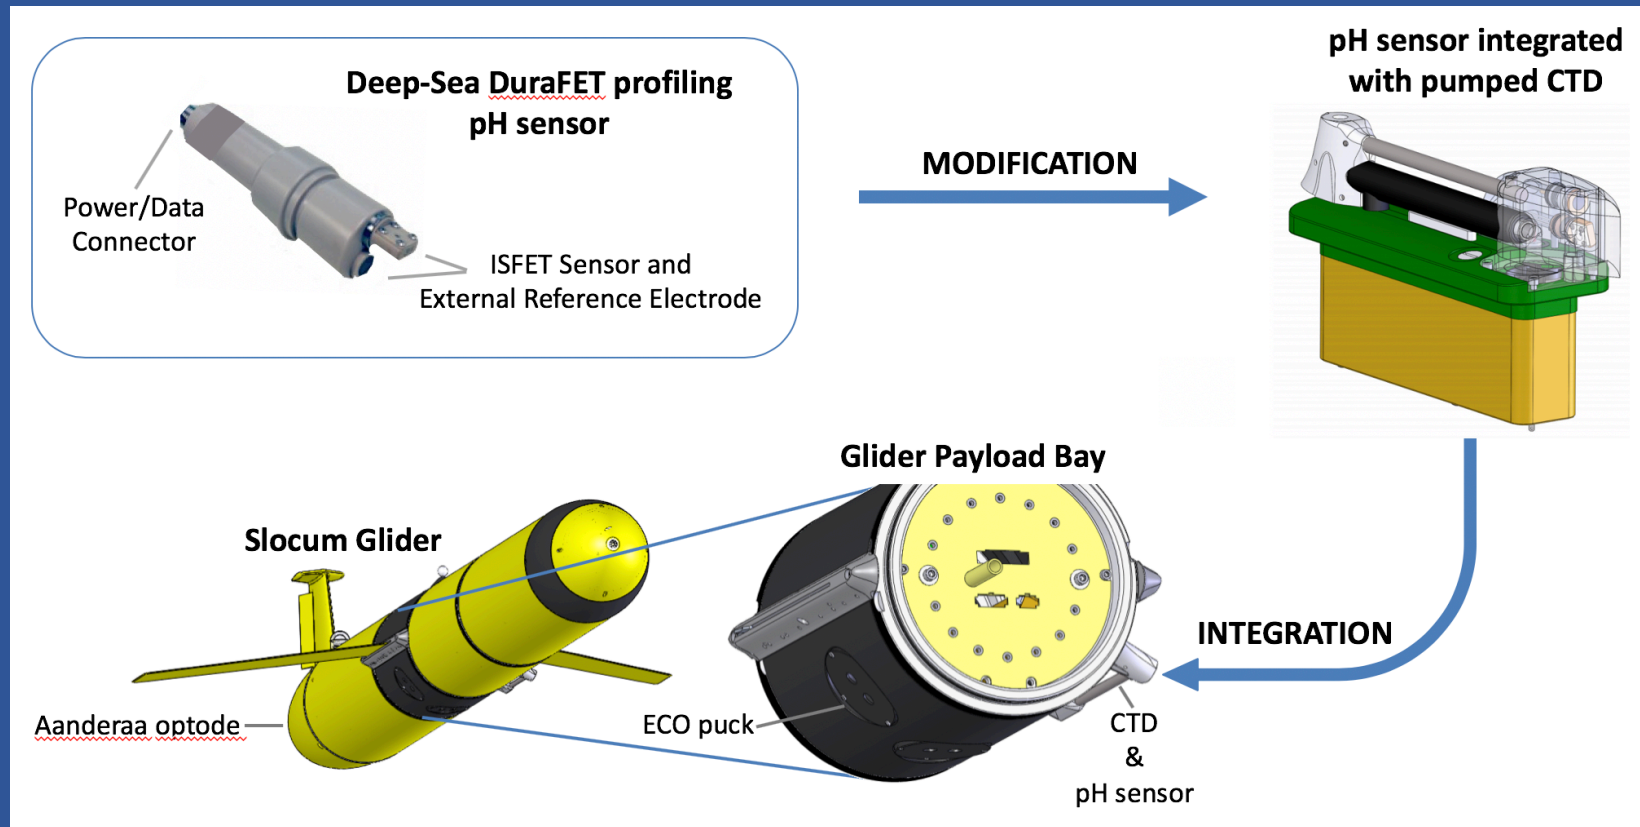 Deep-Sea DuraFET profiling
pH sensor
Power/Data
Connector
ISFET Sensor and
External Reference Electrode
MODIFICATION
pH sensor integrated
with pumped CTD
INTEGRATION
Glider Payload Bay
Slocum Glider
Aanderaa optode
ECO puck
CTD
&
pH sensor